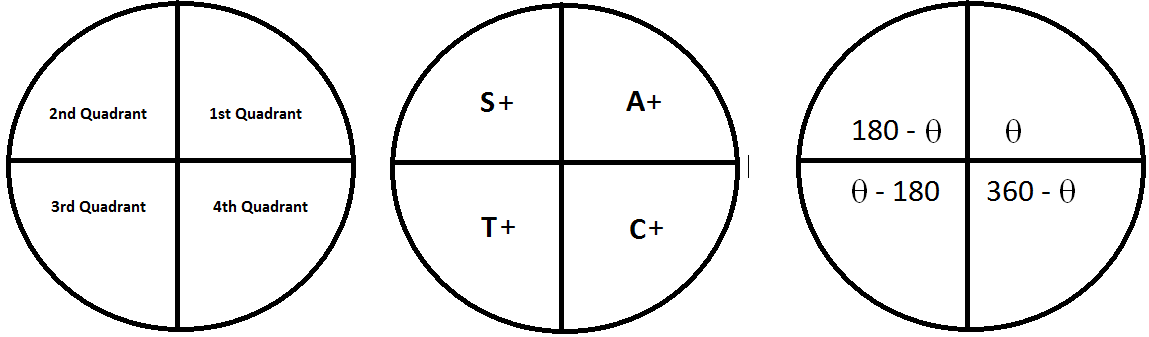 2nd Quadrant 1st Quadrant
3rd Quadrant 4th Quadrant
S+ A+
T+ C+
180 - θ θ
θ - 180 360 - θ